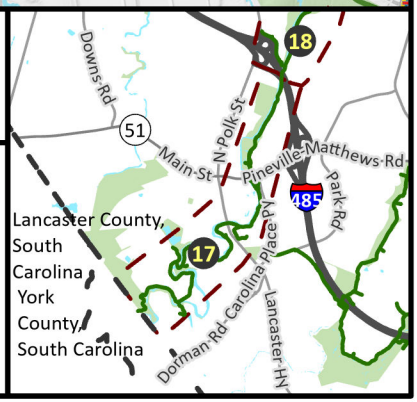 18
Downs-Rd
51
N-Polk-St
Main-St
Pineville-Matthews-Rd
485
Park-Rd
Lancaster County,
South
Carolina
York
County,
South Carolina
17
Dorman-Rd-Carolina-Place-Py
Lancaster-HN